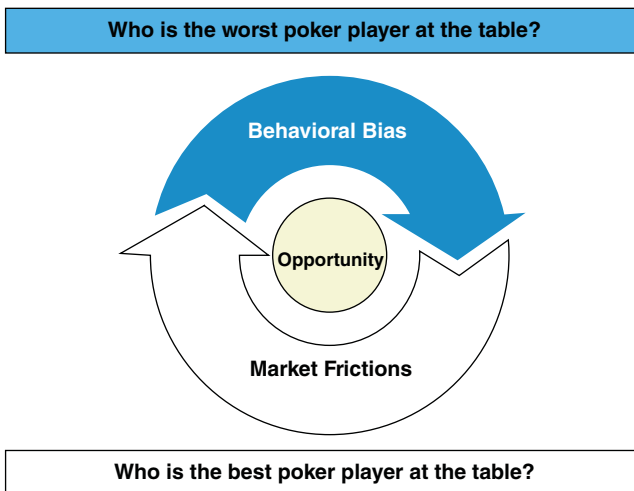 Who is the worst poker player at the table?
Behavioral Bias
Opportunity
Market Frictions
Who is the best poker player at the table?